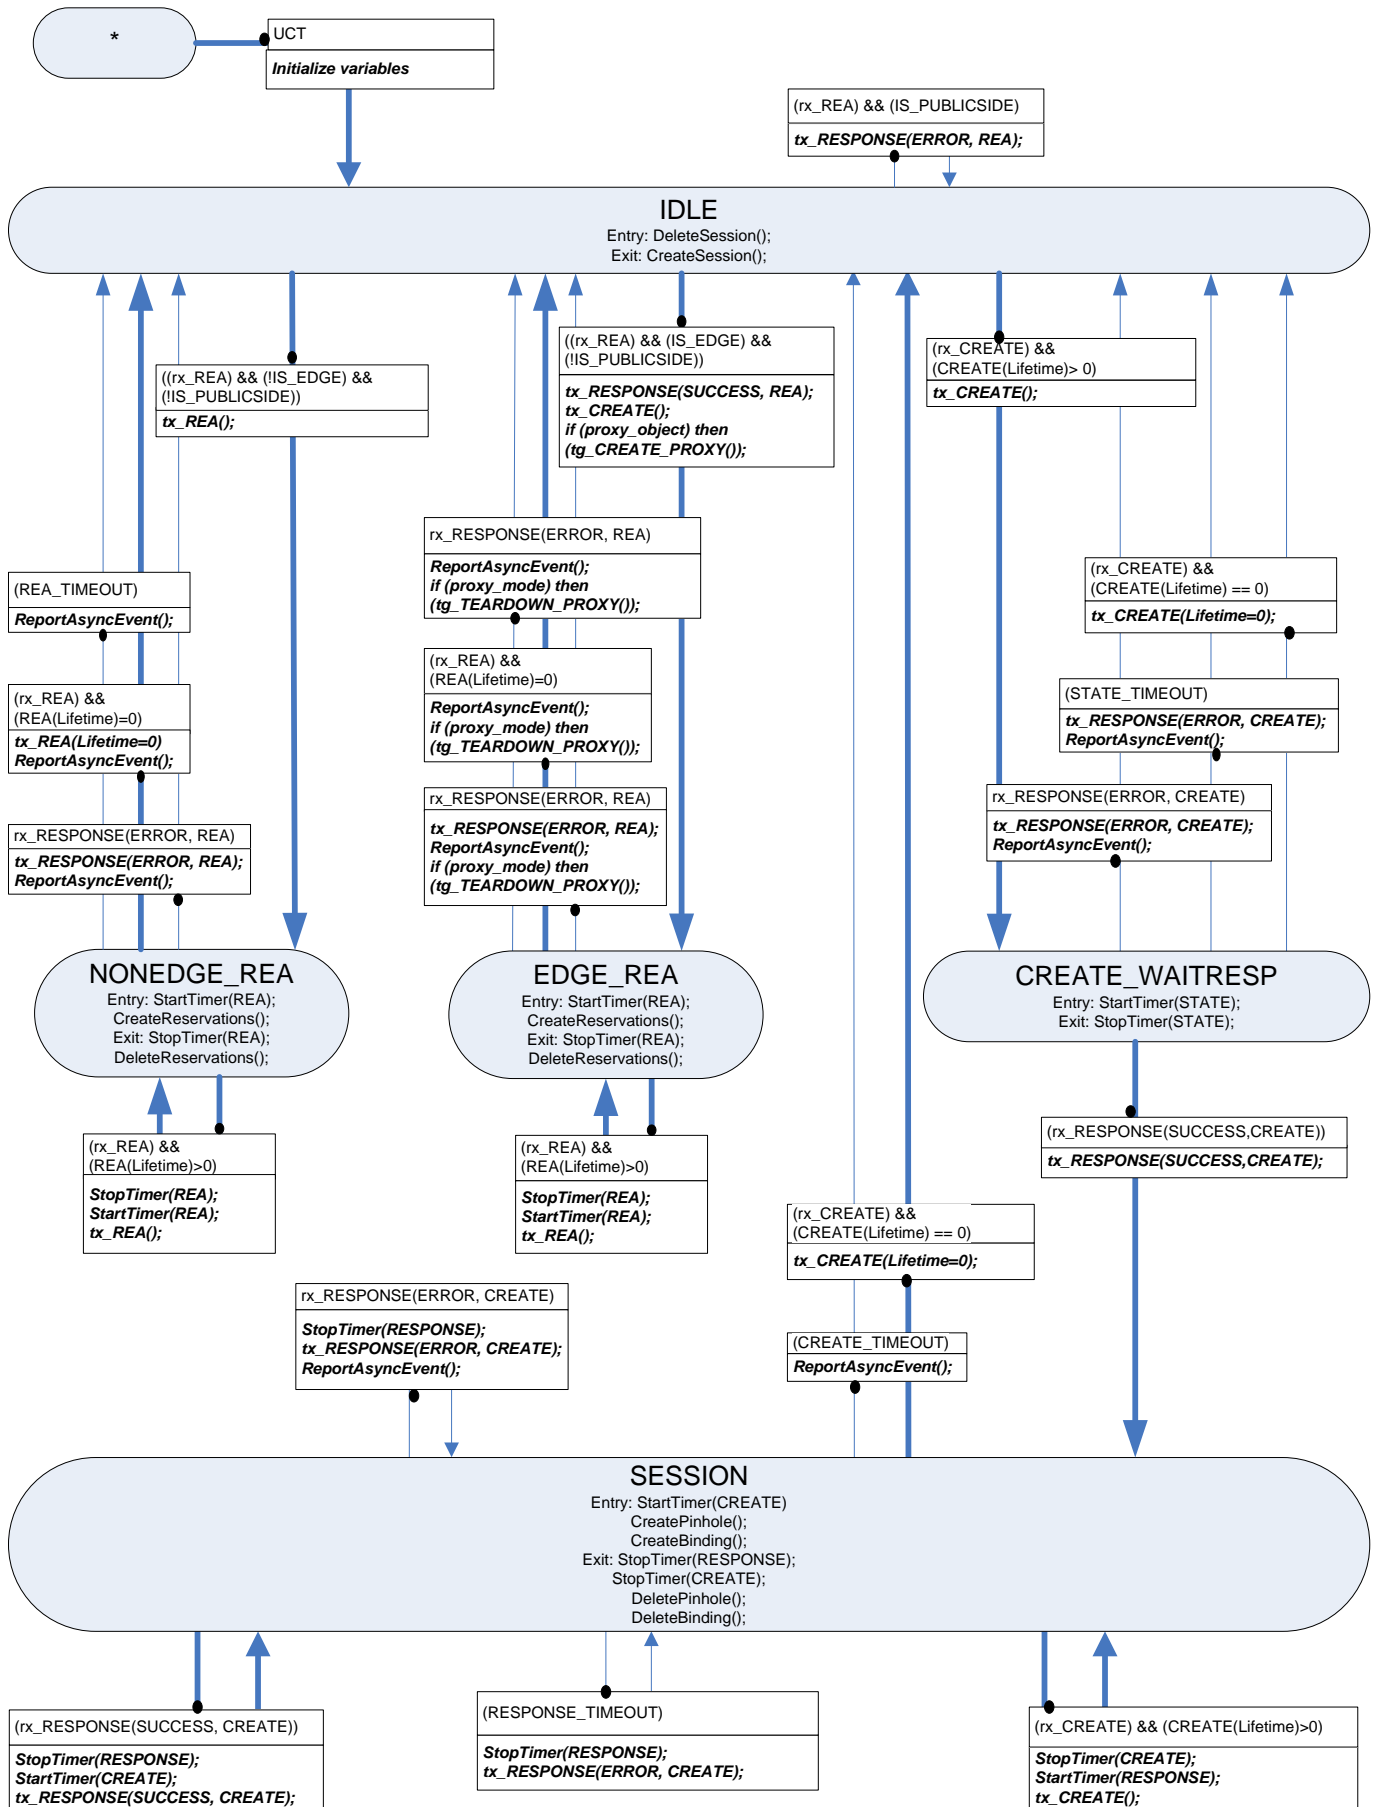 *
UCT
Initialize variables
(rx_REA) && (IS_PUBLICSIDE)
tx_RESPONSE(ERROR, REA);
IDLE
Entry: DeleteSession();
Exit: CreateSession();
((rx_REA) && (!IS_EDGE) &&
(!IS_PUBLICSIDE))
tx_REA();
((rx_REA) && (IS_EDGE) &&
(!IS_PUBLICSIDE))
tx_RESPONSE(SUCCESS, REA);
tx_CREATE();
if (proxy_object) then
(tg_CREATE_PROXY());
(rx_CREATE) &&
(CREATE(Lifetime)> 0)
tx_CREATE();
rx_RESPONSE(ERROR, REA)
ReportAsyncEvent();
if (proxy_mode) then
(tg_TEARDOWN_PROXY());
(REA_TIMEOUT)
ReportAsyncEvent();
(rx_CREATE) &&
(CREATE(Lifetime) == 0)
tx_CREATE(Lifetime=0);
(rx_REA) &&
(REA(Lifetime)=0)
tx_REA(Lifetime=0)
ReportAsyncEvent();
(rx_REA) &&
(REA(Lifetime)=0)
ReportAsyncEvent();
if (proxy_mode) then
(tg_TEARDOWN_PROXY());
(STATE_TIMEOUT)
tx_RESPONSE(ERROR, CREATE);
ReportAsyncEvent();
rx_RESPONSE(ERROR, REA)
tx_RESPONSE(ERROR, REA);
ReportAsyncEvent();
rx_RESPONSE(ERROR, REA)
tx_RESPONSE(ERROR, REA);
ReportAsyncEvent();
if (proxy_mode) then
(tg_TEARDOWN_PROXY());
rx_RESPONSE(ERROR, CREATE)
tx_RESPONSE(ERROR, CREATE);
ReportAsyncEvent();
NONEDGE_REA
Entry: StartTimer(REA);
CreateReservations();
Exit: StopTimer(REA);
DeleteReservations();
EDGE_REA
Entry: StartTimer(REA);
CreateReservations();
Exit: StopTimer(REA);
DeleteReservations();
CREATE_WAITRESP
Entry: StartTimer(STATE);
Exit: StopTimer(STATE);
(rx_REA) &&
(REA(Lifetime)>0)
StopTimer(REA);
StartTimer(REA);
tx_REA();
(rx_REA) &&
(REA(Lifetime)>0)
StopTimer(REA);
StartTimer(REA);
tx_REA();
(rx_RESPONSE(SUCCESS,CREATE))
tx_RESPONSE(SUCCESS,CREATE);
(rx_CREATE) &&
(CREATE(Lifetime) == 0)
tx_CREATE(Lifetime=0);
rx_RESPONSE(ERROR, CREATE)
StopTimer(RESPONSE);
tx_RESPONSE(ERROR, CREATE);
ReportAsyncEvent();
(CREATE_TIMEOUT)
ReportAsyncEvent();
SESSION
Entry: StartTimer(CREATE)
CreatePinhole();
CreateBinding();
Exit: StopTimer(RESPONSE);
StopTimer(CREATE);
DeletePinhole();
DeleteBinding();
(rx_RESPONSE(SUCCESS, CREATE))
StopTimer(RESPONSE);
StartTimer(CREATE);
tx_RESPONSE(SUCCESS, CREATE);
(RESPONSE_TIMEOUT)
StopTimer(RESPONSE);
tx_RESPONSE(ERROR, CREATE);
(rx_CREATE) && (CREATE(Lifetime)>0)
StopTimer(CREATE);
StartTimer(RESPONSE);
tx_CREATE();